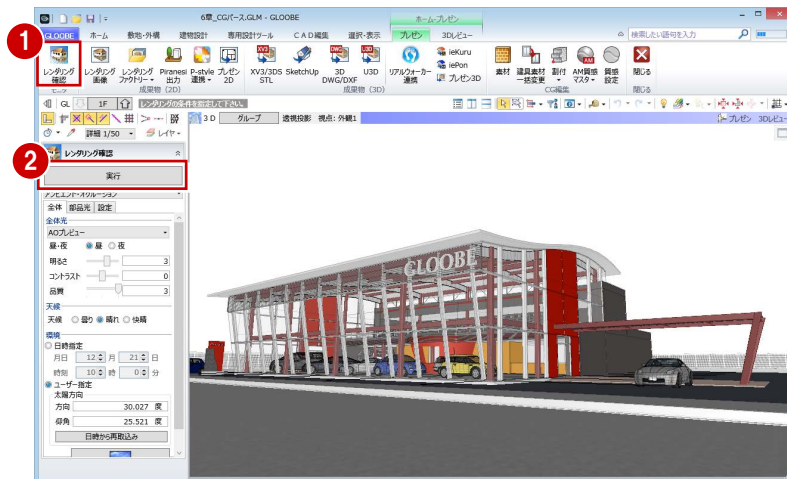 6章_CGパース.GLM - GLOOBE
ホーム-プレゼン
GLOOBE ホーム 敷地・外構 建物設計 専用設計ツール CAD編集 選択・表示 プレゼン 3Dレビュー 検索したい語句を入力
1
レンダリング確認 レンダリング画像 レンダリングファクトリー Piranesi出力 P-style連携 プレゼン2D XV3/3DS STL SketchUp 3D DWG/DXF U3D リアルウォーカー連携 ieKuru iePon プレゼン3D 素材 建具素材一括変更 割付 AM質感マスタ 質感設定 閉じる
成果物 (2D) 成果物 (3D) CG編集 閉じる
GL 1F レンダリングの条件を指定して下さい。
3D グループ 透視投影 視点: 外観1 プレゼン 3Dレビュー
詳細 1/50 レイヤ
レンダリング確認
2
実行
アンビエント・オクルージョン
全体 部品光 設定
全体光
AOプレビュー
昼・夜 昼 夜
明るさ 3
コントラスト 0
品質 3
天候
天候 曇り 晴れ 快晴
環境
日時指定
月日 12 月 21 日
時刻 10 時 0 分
ユーザー指定
太陽方向
方向 30.027 度
仰角 25.521 度
日時から再取込み
GLOOBE